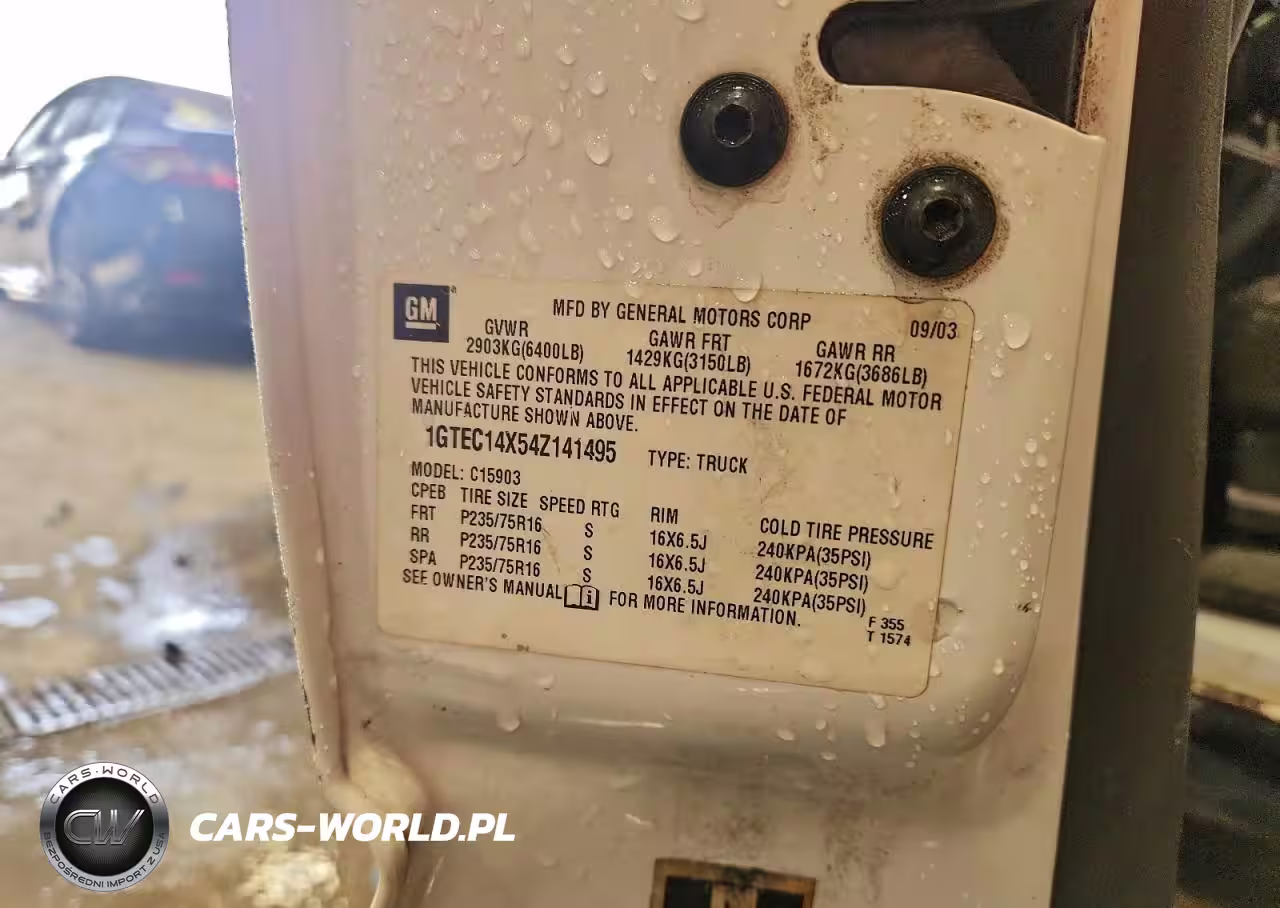 GM
MFD BY GENERAL MOTORS CORP 09/03
GVWR GAWR FRT GAWR RR
2903KG(6400LB) 1429KG(3150LB) 1672KG(3686LB)
THIS VEHICLE CONFORMS TO ALL APPLICABLE U.S. FEDERAL MOTOR
VEHICLE SAFETY STANDARDS IN EFFECT ON THE DATE OF
MANUFACTURE SHOWN ABOVE.
1GTEC14X54Z141495 TYPE: TRUCK
MODEL: C15903
CPEB TIRE SIZE SPEED RTG RIM COLD TIRE PRESSURE
FRT P235/75R16 S 16X6.5J 240KPA(35PSI)
RR P235/75R16 S 16X6.5J 240KPA(35PSI)
SPA P235/75R16 S 16X6.5J 240KPA(35PSI)
SEE OWNER'S MANUAL FOR MORE INFORMATION.
F 355
T 1574
CARS-WORLD
CW
BEZPOŚREDNI IMPORT Z USA
CARS-WORLD.PL